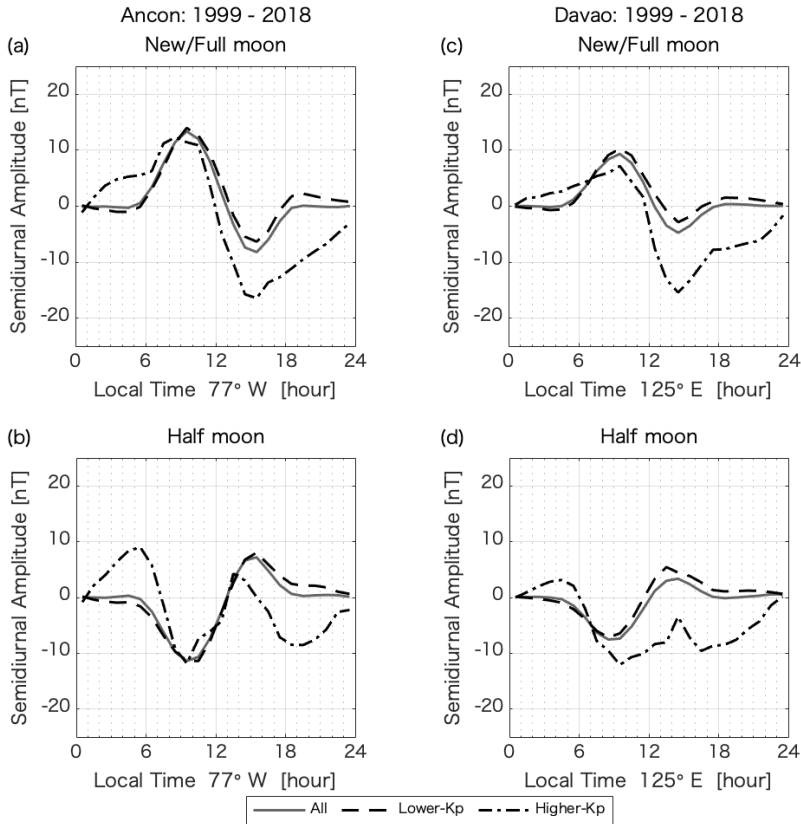 Ancon: 1999 - 2018
(a)
New/Full moon
Semidiurnal Amplitude [nT]
20
10
0
-10
-20
0 6 12 18 24
Local Time 77° W [hour]
Davao: 1999 - 2018
(c)
New/Full moon
Semidiurnal Amplitude [nT]
20
10
0
-10
-20
0 6 12 18 24
Local Time 125° E [hour]
(b)
Half moon
Semidiurnal Amplitude [nT]
20
10
0
-10
-20
0 6 12 18 24
Local Time 77° W [hour]
(d)
Half moon
Semidiurnal Amplitude [nT]
20
10
0
-10
-20
0 6 12 18 24
Local Time 125° E [hour]
All Lower-Kp Higher-Kp